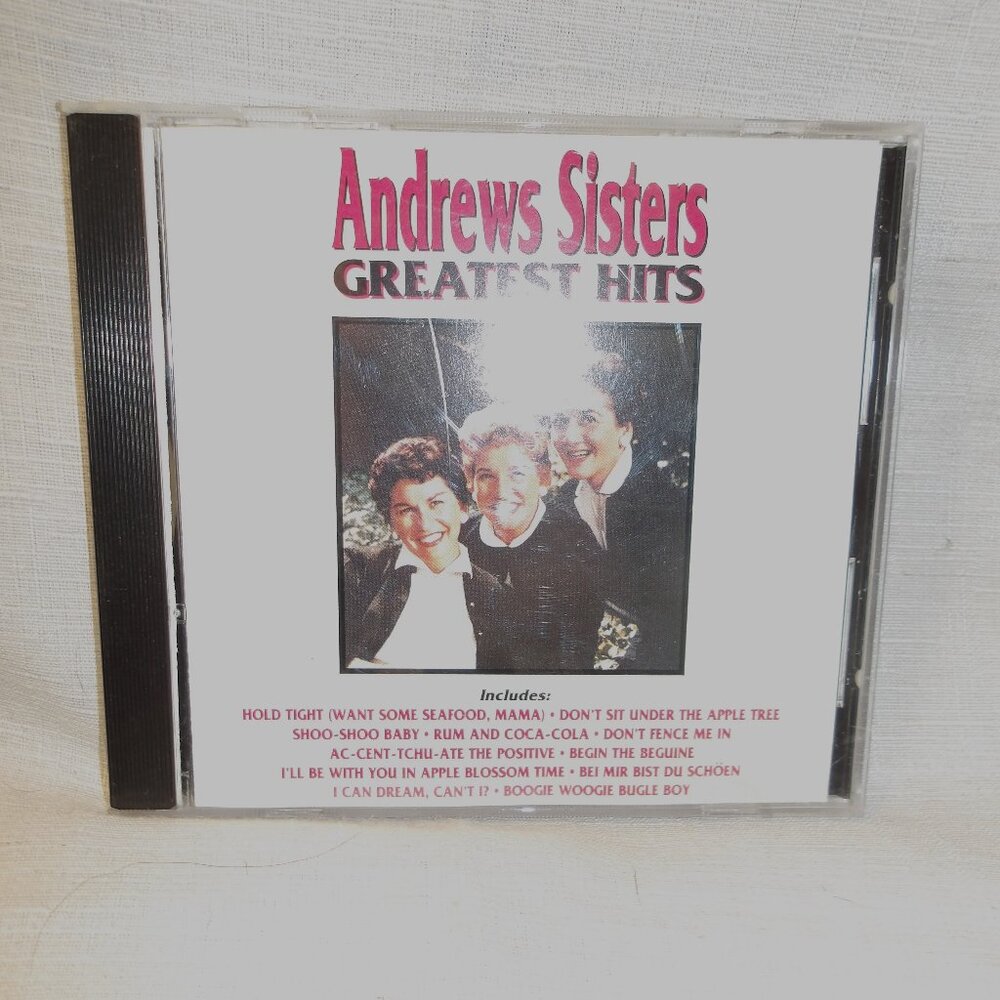 Andrews Sisters
GREATEST HITS
Includes:
HOLD TIGHT (WANT SOME SEAFOOD, MAMA) • DON'T SIT UNDER THE APPLE TREE
SHOO-SHOO BABY • RUM AND COCA-COLA • DON'T FENCE ME IN
AC-CENT-TCHU-ATE THE POSITIVE • BEGIN THE BEGUINE
I'LL BE WITH YOU IN APPLE BLOSSOM TIME • BEI MIR BIST DU SCHÖEN
I CAN DREAM, CAN'T I? • BOOGIE WOOGIE BUGLE BOY